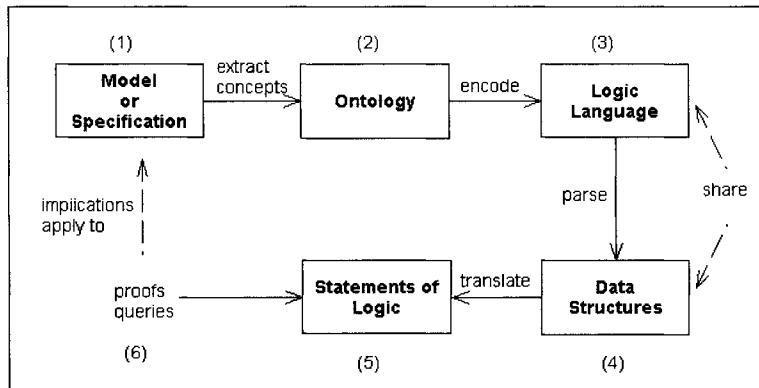 (1)
(2)
(3)
Model
or
Specification
extract
concepts
Ontology
encode
Logic
Language
implications
apply to
parse
share
proofs
queries
Statements of
Logic
translate
Data
Structures
(6)
(5)
(4)